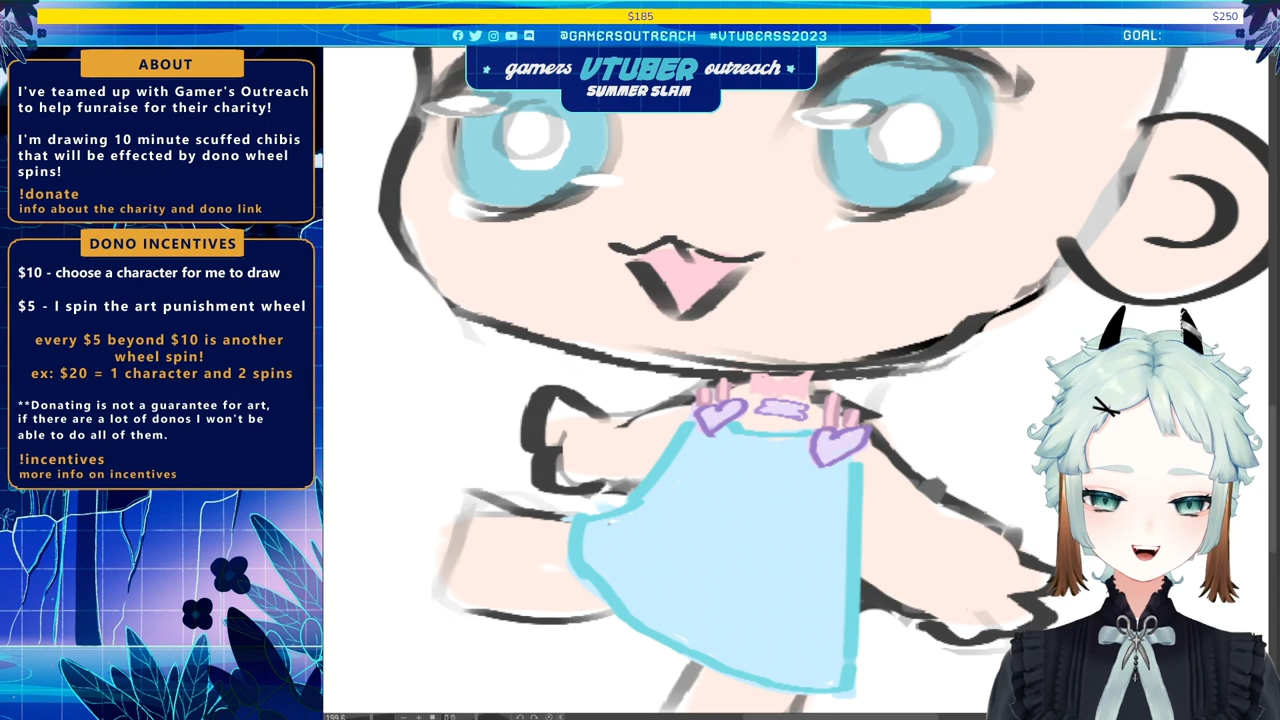 $185
$250
@GAMERSOUTREACH #VTUBERSS2023
GOAL:
gamers VTUBER outreach
SUMMER SLAM
ABOUT
I've teamed up with Gamer's Outreach
to help funraise for their charity!
I'm drawing 10 minute scuffed chibis
that will be effected by dono wheel
spins!
!donate
info about the charity and dono link
DONO INCENTIVES
$10 - choose a character for me to draw
$5 - I spin the art punishment wheel
every $5 beyond $10 is another
wheel spin!
ex: $20 = 1 character and 2 spins
**Donating is not a guarantee for art,
if there are a lot of donos I won't be
able to do all of them.
!incentives
more info on incentives